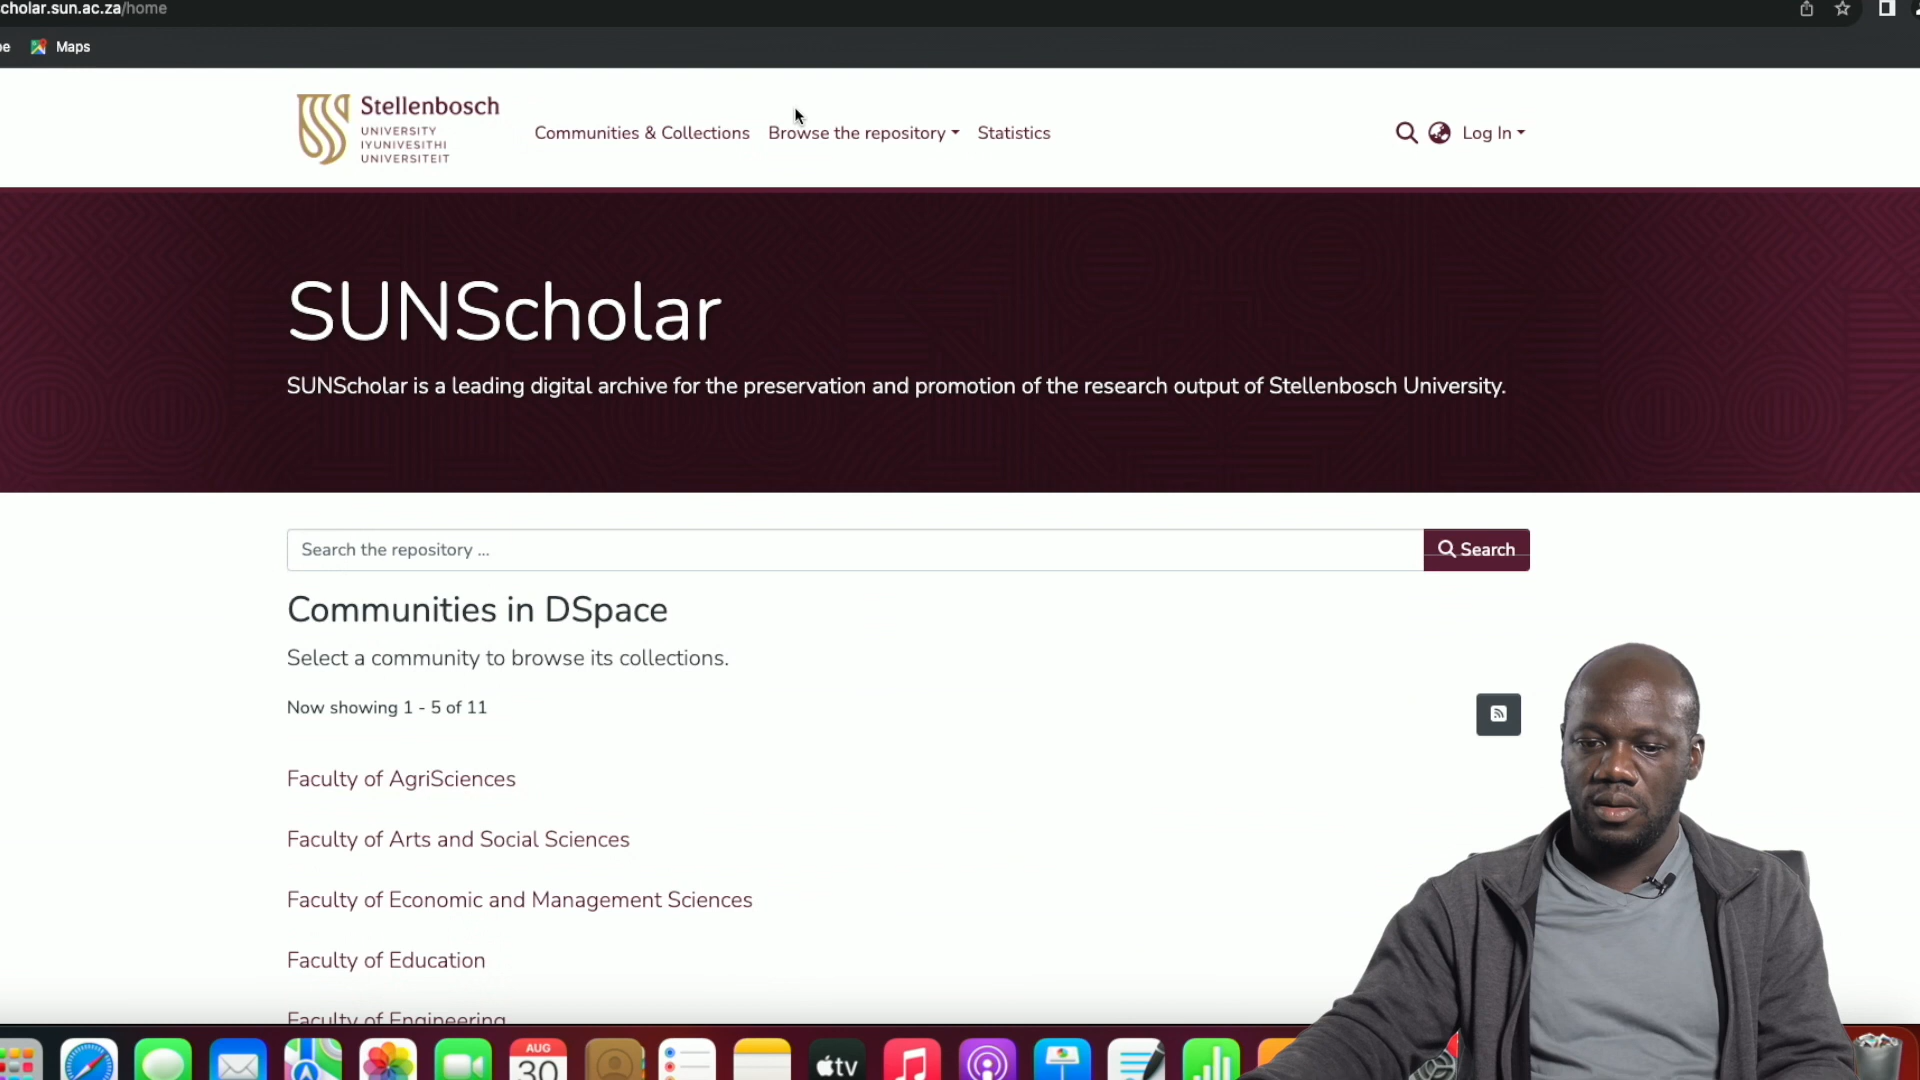 cholar.sun.ac.za/home
Maps
Stellenbosch
UNIVERSITY
IYUNIVESITHI
UNIVERSITEIT
Communities & Collections
Browse the repository
Statistics
Log In
SUNScholar
SUNScholar is a leading digital archive for the preservation and promotion of the research output of Stellenbosch University.
Search the repository ...
Search
Communities in DSpace
Select a community to browse its collections.
Now showing 1 - 5 of 11
Faculty of AgriSciences
Faculty of Arts and Social Sciences
Faculty of Economic and Management Sciences
Faculty of Education
Faculty of Engineering
AUG
30
tv